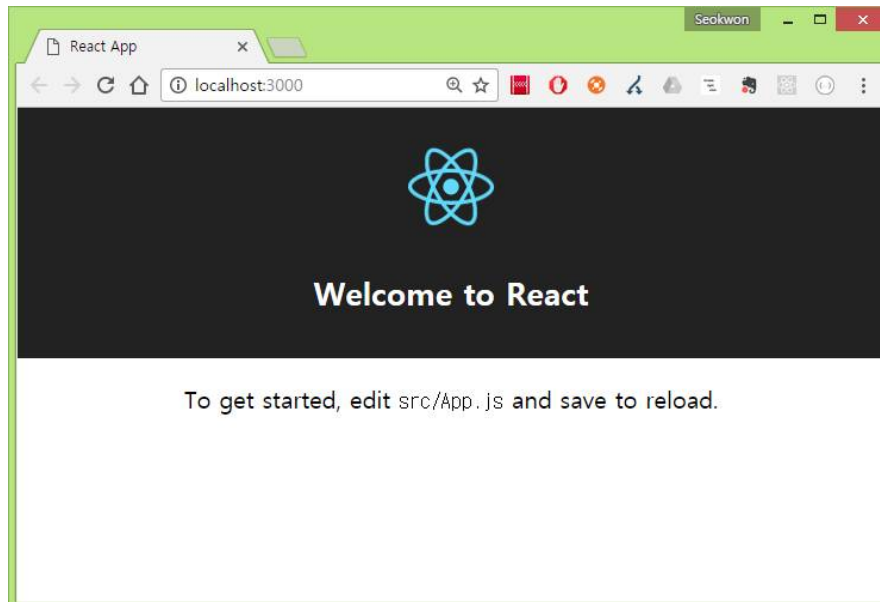 Seokwon
React App
localhost:3000
Welcome to React
To get started, edit src/App.js and save to reload.